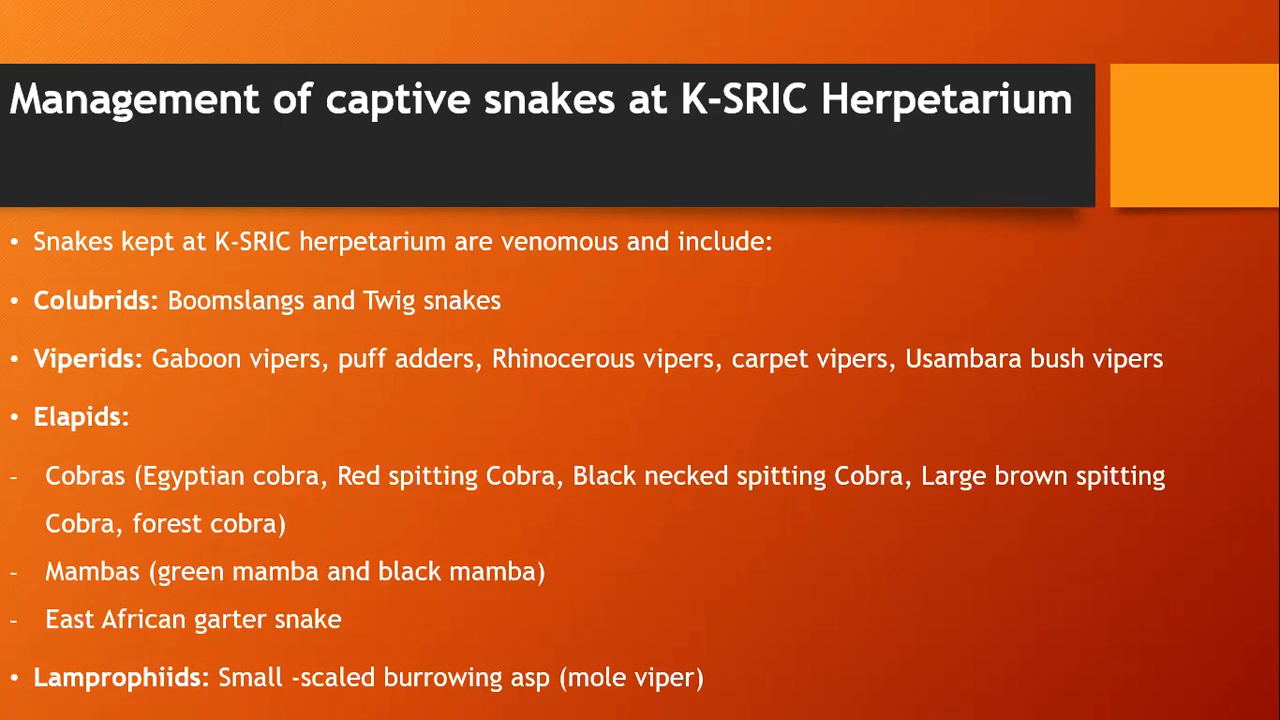 Management of captive snakes at K-SRIC Herpetarium
• Snakes kept at K-SRIC herpetarium are venomous and include:
• Colubrids: Boomslangs and Twig snakes
• Viperids: Gaboon vipers, puff adders, Rhinocerous vipers, carpet vipers, Usambara bush vipers
• Elapids:
- Cobras (Egyptian cobra, Red spitting Cobra, Black necked spitting Cobra, Large brown spitting
Cobra, forest cobra)
- Mambas (green mamba and black mamba)
- East African garter snake
• Lamprophiids: Small -scaled burrowing asp (mole viper)